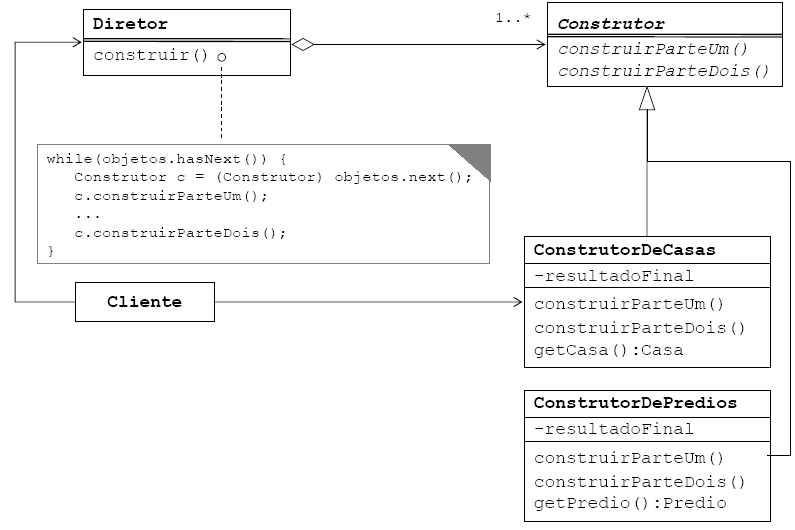 Diretor
construir()
1..*
Construtor
construirParteUm()
construirParteDois()
while(objetos.hasNext()) {
Construtor c = (Construtor) objetos.next();
c.construirParteUm();
...
c.construirParteDois();
}
Cliente
ConstrutorDeCasas
-resultadoFinal
construirParteUm()
construirParteDois()
getCasa():Casa
ConstrutorDePredios
-resultadoFinal
construirParteUm()
construirParteDois()
getPredio():Predio